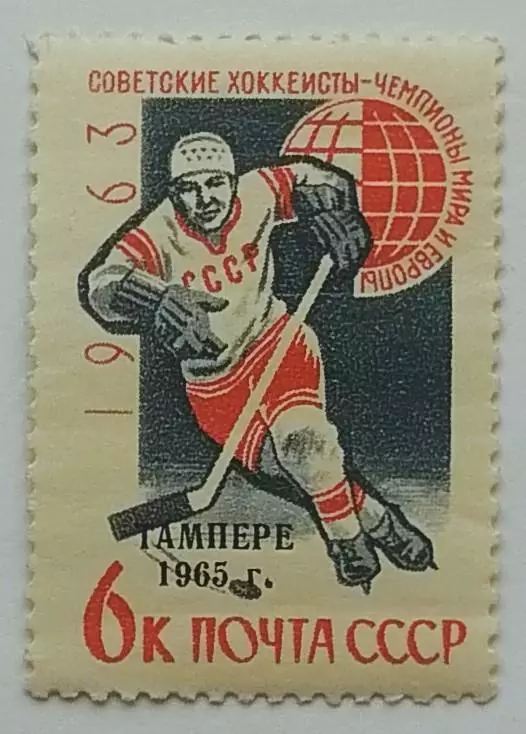 СОВЕТСКИЕ ХОККЕИСТЫ-ЧЕМПИОНЫ МИРА И ЕВРОПЫ
1963
СССР
ТАМПЕРЕ
1965 г.
6К ПОЧТА СССР